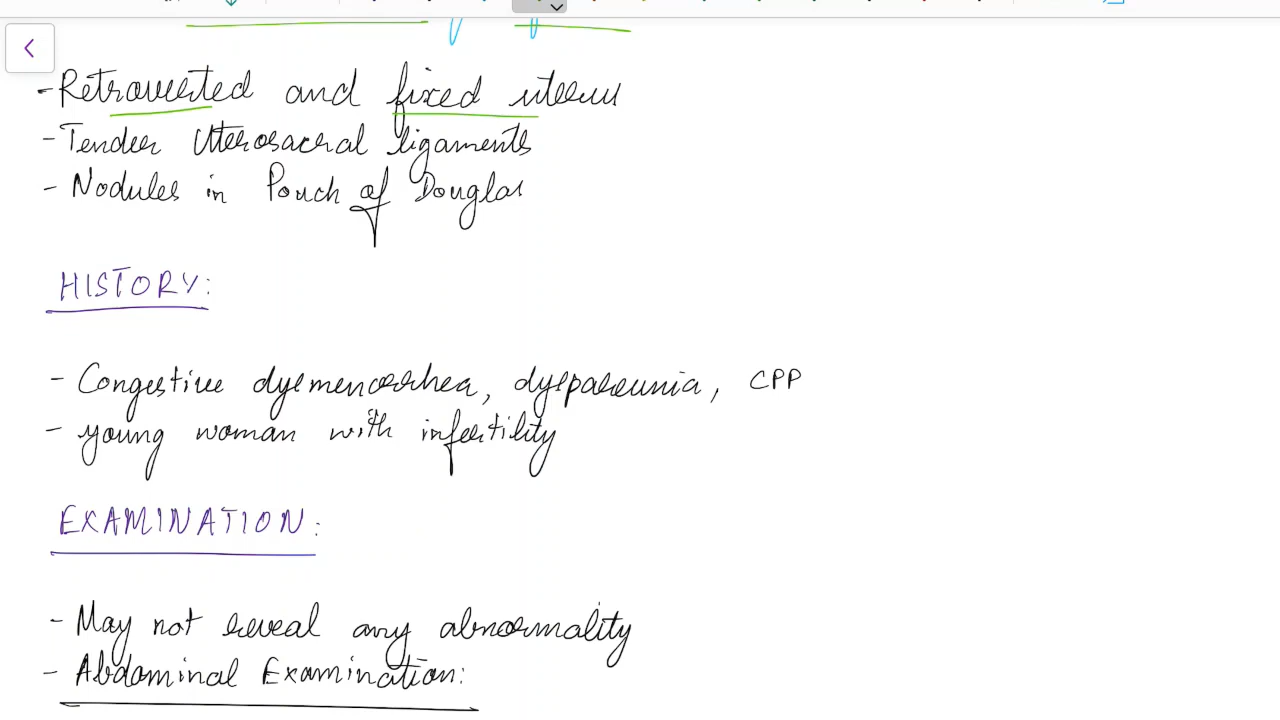 - Retroverted and fixed uterus
- Tender Uterosacral ligaments
- Nodules in Pouch of Douglas
HISTORY:
- Congestive dysmenorrhea, dyspareunia, CPP
- young woman with infertility
EXAMINATION:
- May not reveal any abnormality
- Abdominal Examination: